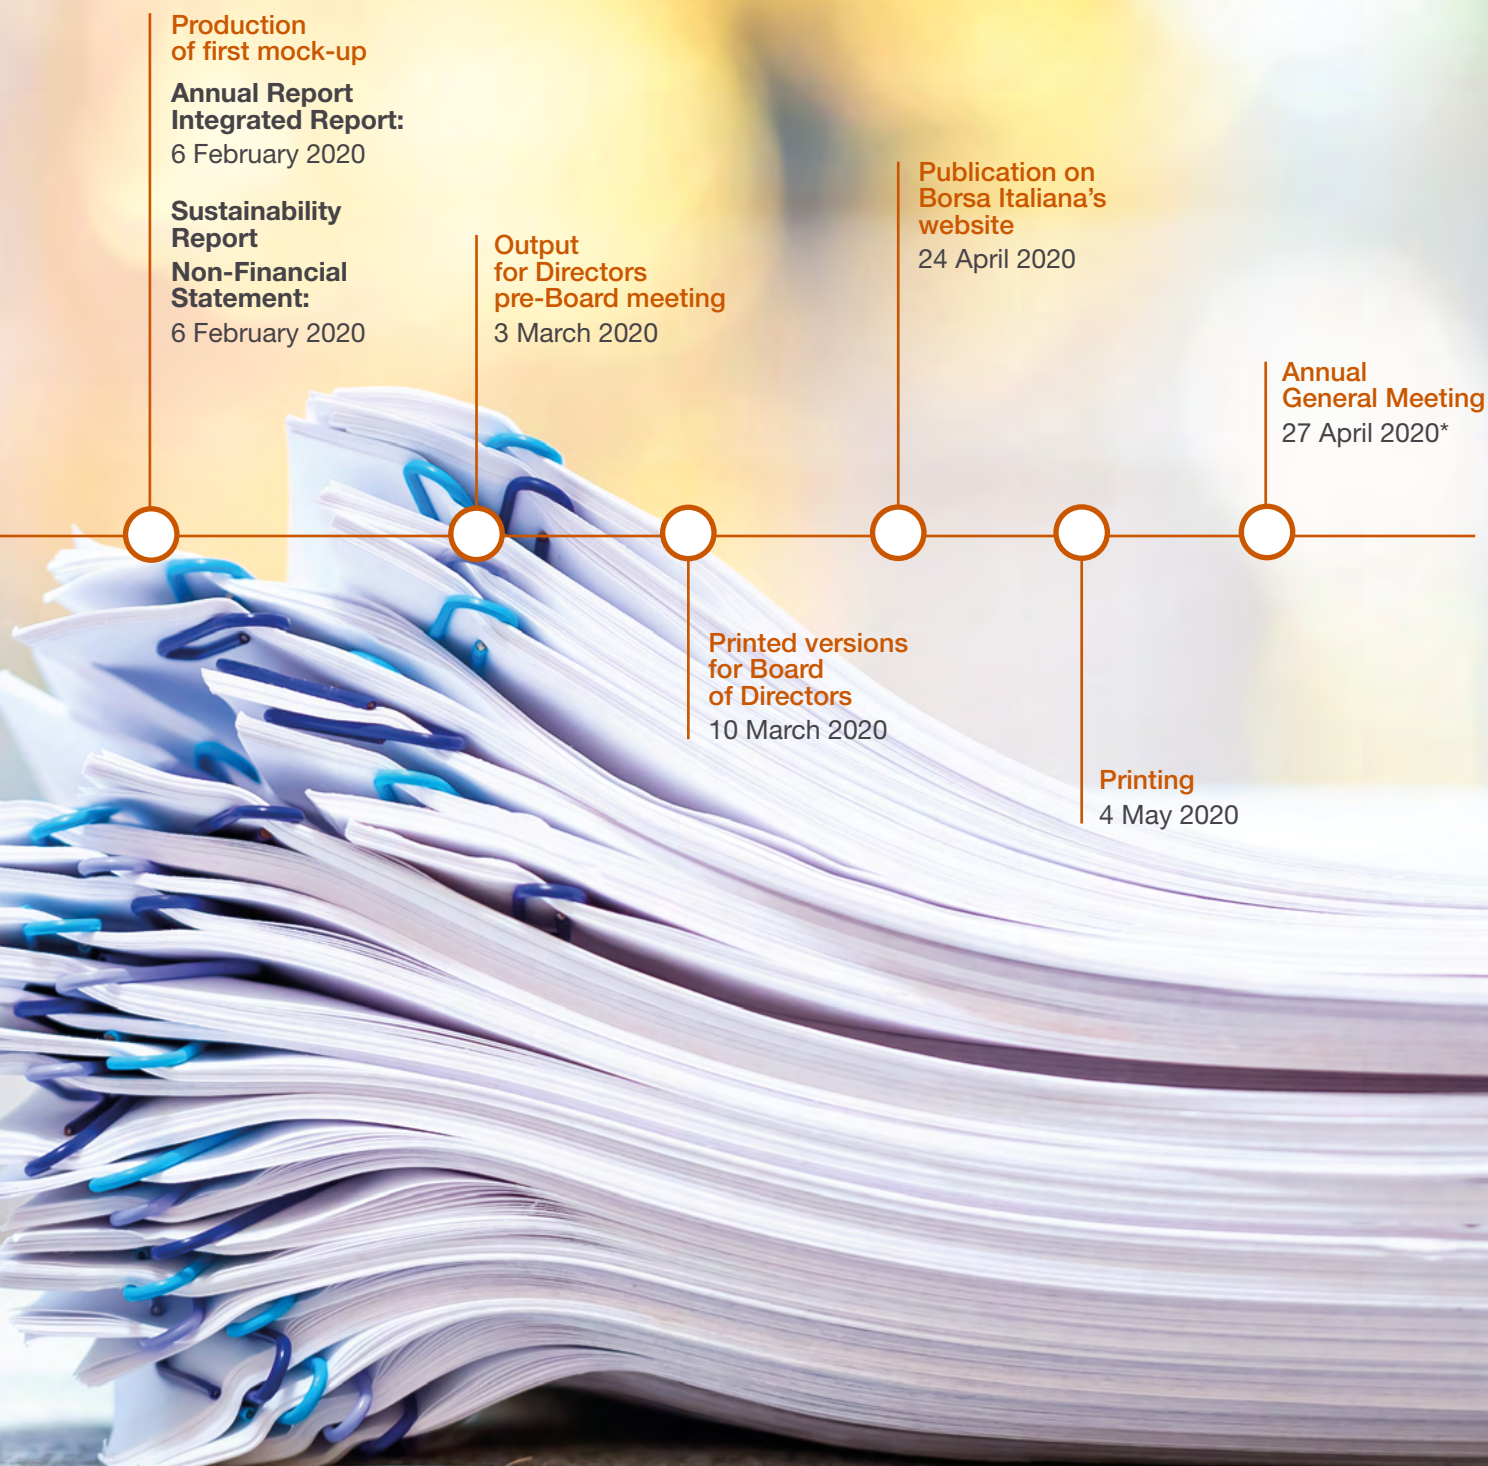 Production
of first mock-up
Annual Report
Integrated Report:
6 February 2020
Sustainability
Report
Non-Financial
Statement:
6 February 2020
Output
for Directors
pre-Board meeting
3 March 2020
Printed versions
for Board
of Directors
10 March 2020
Publication on
Borsa Italiana’s
website
24 April 2020
Printing
4 May 2020
Annual
General Meeting
27 April 2020*